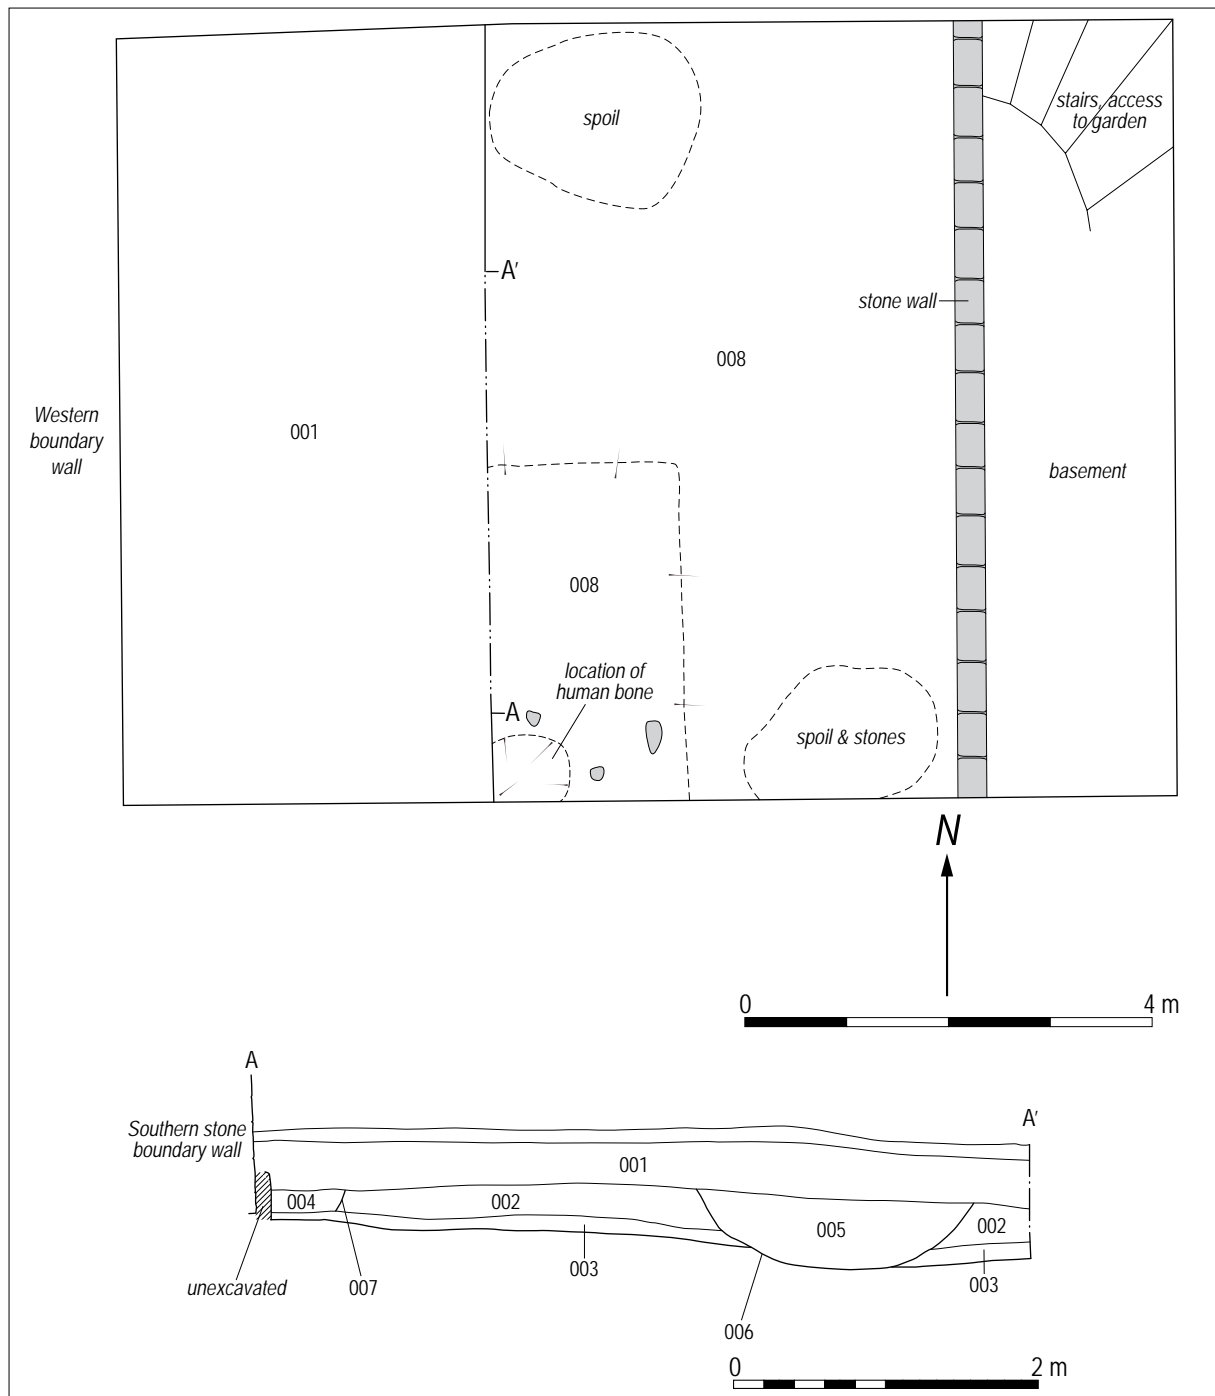 spoil
stairs, access
to garden
A′
stone wall
008
Western
boundary
wall
001
basement
008
location of
human bone
A
spoil & stones
N
0 4 m
A
A′
Southern stone
boundary wall
001
004
002
005
002
unexcavated
007
003
003
006
0 2 m